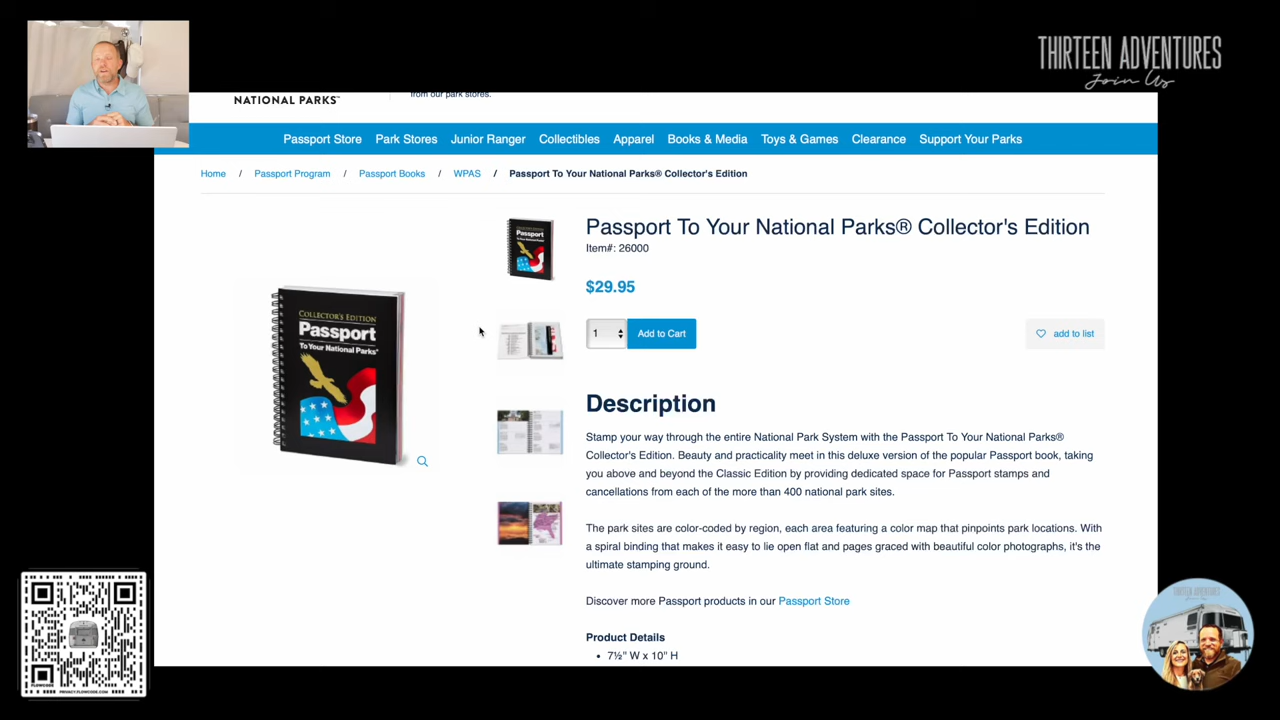 THIRTEEN ADVENTURES
Join Us
NATIONAL PARKS™
from our park stores.
Passport Store Park Stores Junior Ranger Collectibles Apparel Books & Media Toys & Games Clearance Support Your Parks
Home / Passport Program / Passport Books / WPAS / Passport To Your National Parks® Collector's Edition
Passport To Your National Parks® Collector's Edition
Item#: 26000
$29.95
1 Add to Cart
add to list
COLLECTOR'S EDITION
Passport
To Your National Parks®
Description
Stamp your way through the entire National Park System with the Passport To Your National Parks®
Collector's Edition. Beauty and practicality meet in this deluxe version of the popular Passport book, taking
you above and beyond the Classic Edition by providing dedicated space for Passport stamps and
cancellations from each of the more than 400 national park sites.
The park sites are color-coded by region, each area featuring a color map that pinpoints park locations. With
a spiral binding that makes it easy to lie open flat and pages graced with beautiful color photographs, it's the
ultimate stamping ground.
Discover more Passport products in our Passport Store
Product Details
• 7½" W x 10" H
FLOWCODE
PRIVACY.FLOWCODE.COM
THIRTEEN ADVENTURES